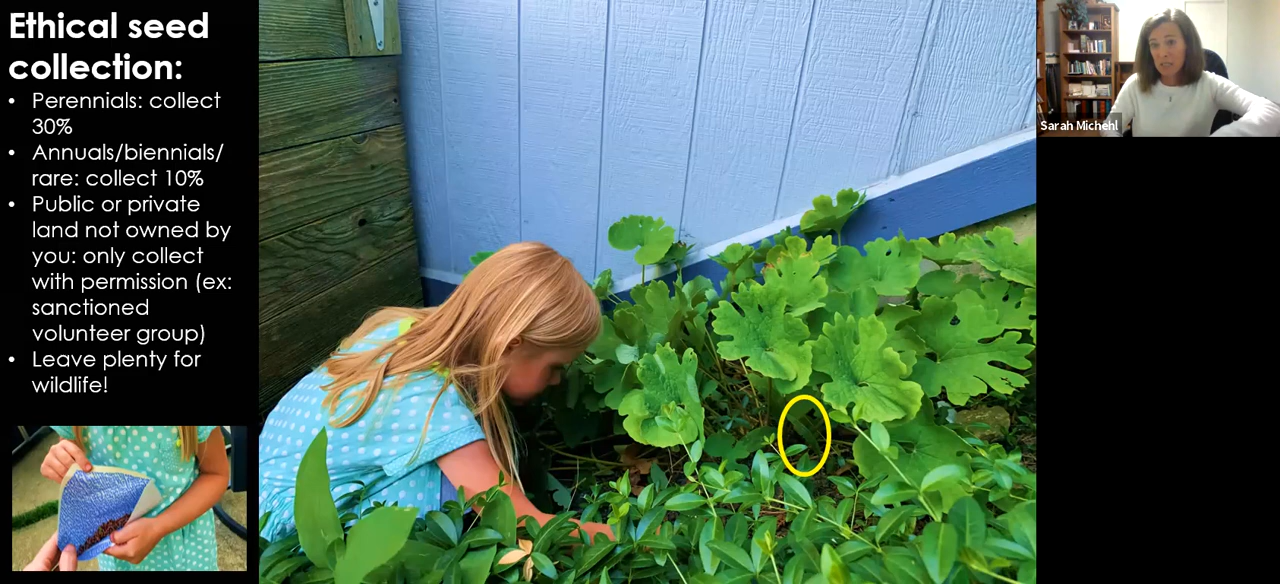 Ethical seed
collection:
• Perennials: collect
30%
• Annuals/biennials/
rare: collect 10%
• Public or private
land not owned by
you: only collect
with permission (ex:
sanctioned
volunteer group)
• Leave plenty for
wildlife!
Sarah Michehl